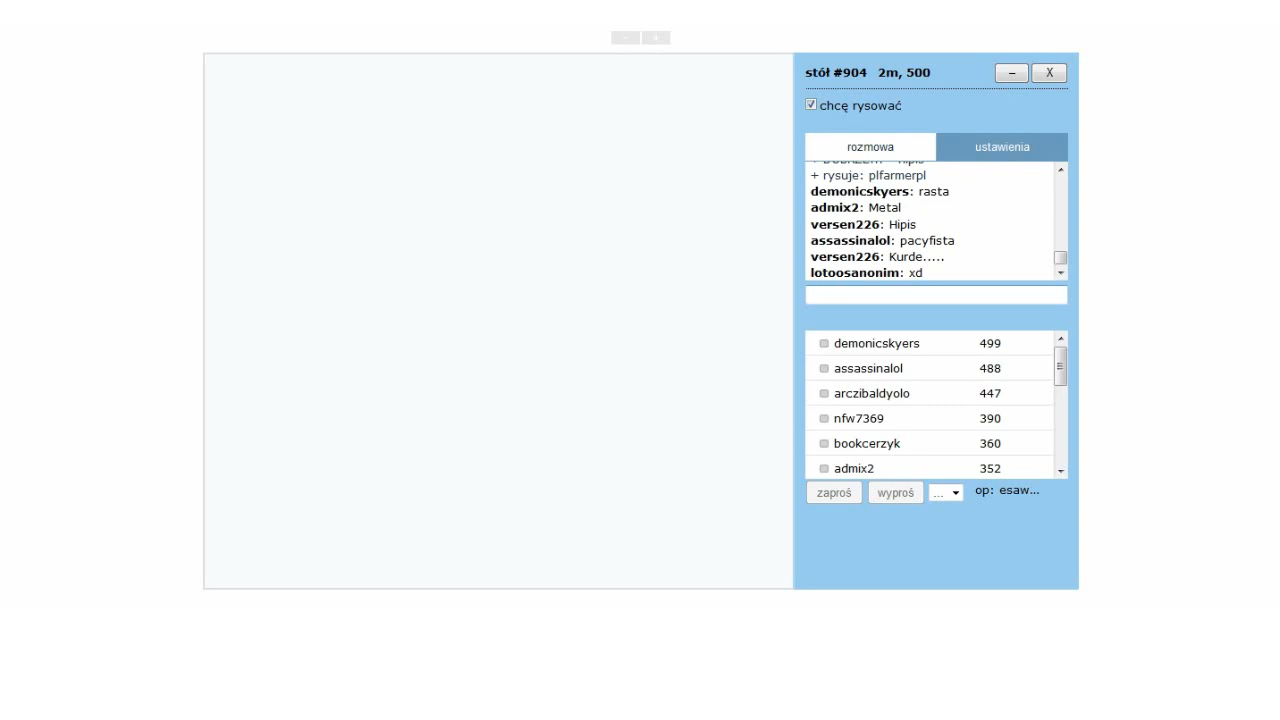 stół #904 2m, 500
– X
chcę rysować
rozmowa ustawienia
+ rysuje: plfarmerpl
demonicskyers: rasta
admix2: Metal
versen226: Hipis
assassinalol: pacyfista
versen226: Kurde.....
lotoosanonim: xd
demonicskyers 499
assassinalol 488
arczibaldyolo 447
nfw7369 390
bookcerzyk 360
admix2 352
zaproś wyproś ... op: esaw...